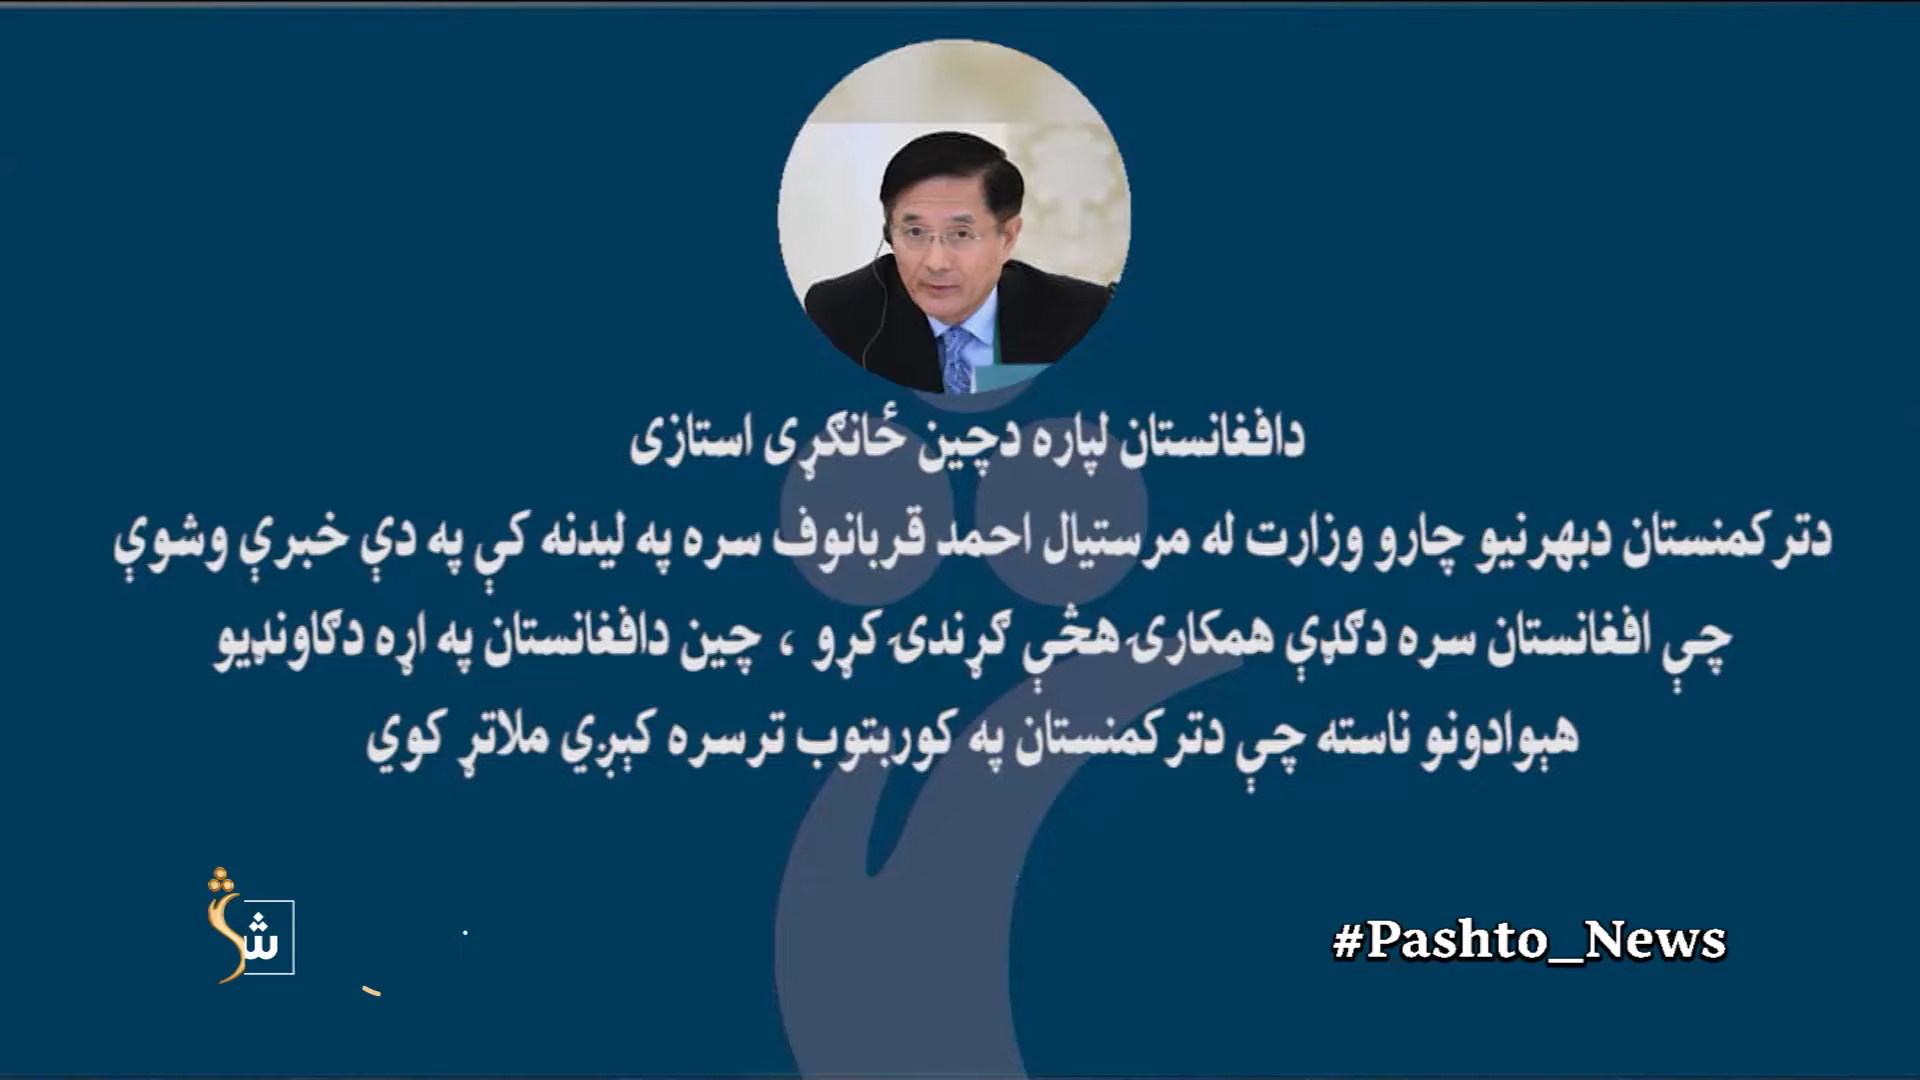 دافغانستان لپاره دچین ځانګړی استازی
دترکمنستان دبهرنیو چارو وزارت له مرستیال احمد قربانوف سره په لیدنه کې په دې خبرې وشوې
چې افغانستان سره دګډې همکارۍ هڅې ګړندۍ کړو ، چین دافغانستان په اړه دګاونډیو
هېوادونو ناسته چې دترکمنستان په کوربتوب ترسره کېږي ملاتړ کوي
ش
#Pashto_News